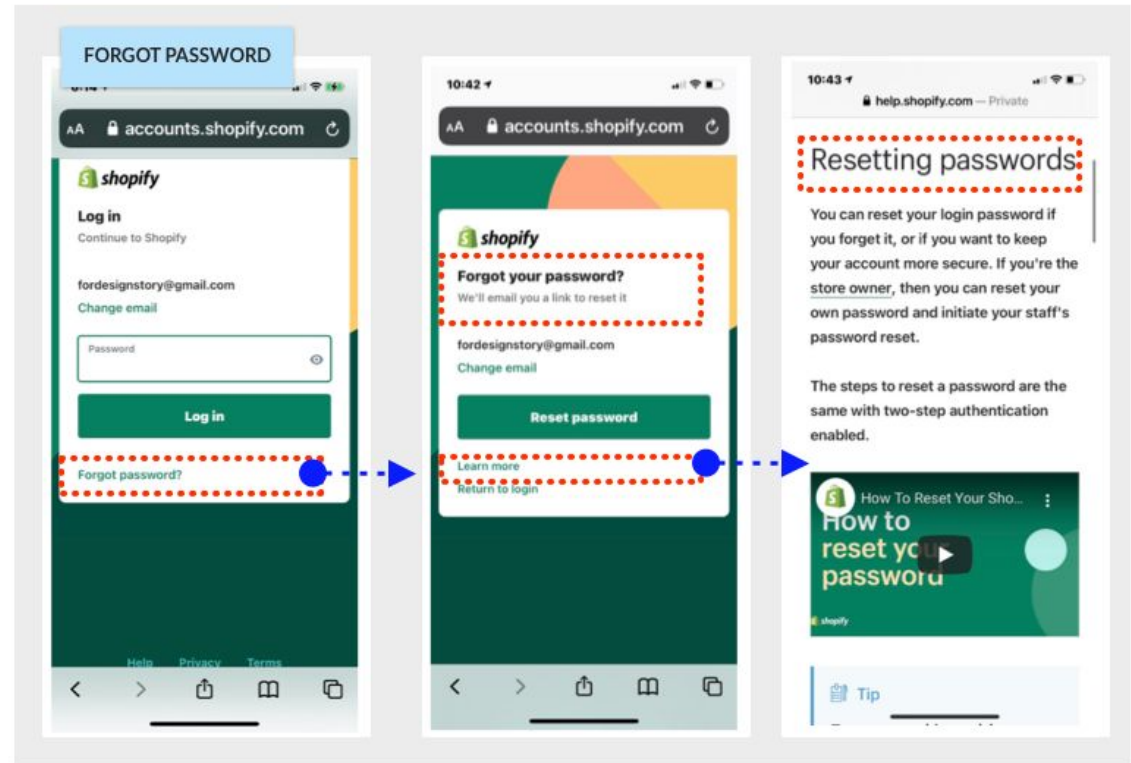 FORGOT PASSWORD
AA accounts.shopify.com
shopify
Log in
Continue to Shopify
fordesignstory@gmail.com
Change email
Password
Log in
Forgot password?
Help Privacy Terms
10:42
AA accounts.shopify.com
shopify
Forgot your password?
We'll email you a link to reset it
fordesignstory@gmail.com
Change email
Reset password
Learn more
Return to login
10:43
help.shopify.com — Private
Resetting passwords
You can reset your login password if
you forget it, or if you want to keep
your account more secure. If you're the
store owner, then you can reset your
own password and initiate your staff's
password reset.
The steps to reset a password are the
same with two-step authentication
enabled.
How To Reset Your Sho...
How to
reset your
password
shopify
Tip